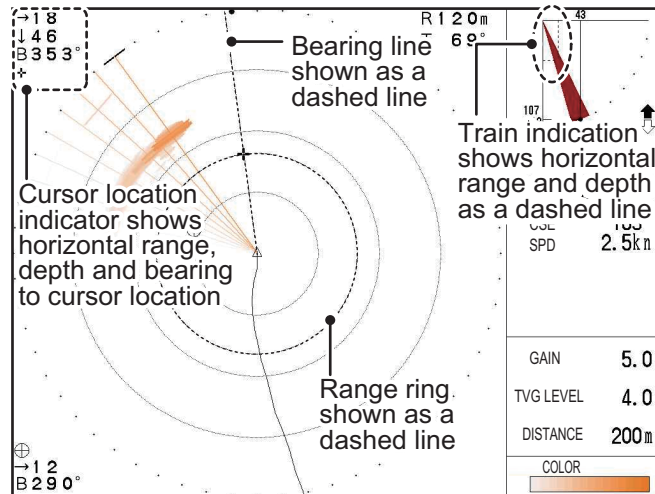 →18
↓46
B353°
R120m
T 69°
43
107
Bearing line
shown as a
dashed line
Train indication
shows horizontal
range and depth
as a dashed line
Cursor location
indicator shows
horizontal range,
depth and bearing
to cursor location
SPD 2.5kn
Range ring
shown as a
dashed line
GAIN 5.0
TVG LEVEL 4.0
DISTANCE 200m
COLOR
→12
B290°